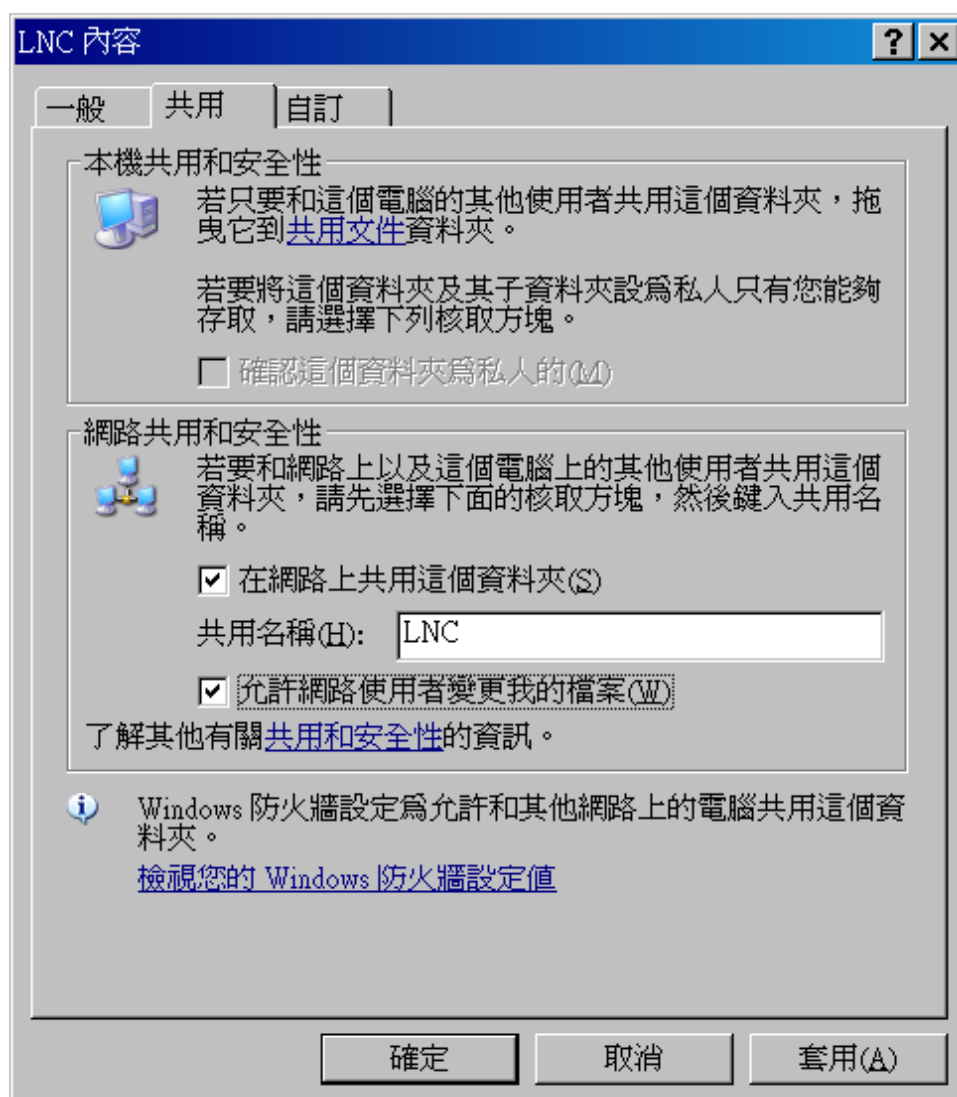 LNC 內容
一般 共用 自訂
本機共用和安全性
若只要和這個電腦的其他使用者共用這個資料夾，拖
曳它到共用文件資料夾。
若要將這個資料夾及其子資料夾設為私人只有您能夠
存取，請選擇下列核取方塊。
確認這個資料夾為私人的(M)
網路共用和安全性
若要和網路上以及這個電腦上的其他使用者共用這個
資料夾，請先選擇下面的核取方塊，然後鍵入共用名
稱。
在網路上共用這個資料夾(S)
共用名稱(H): LNC
允許網路使用者變更我的檔案(W)
了解其他有關共用和安全性的資訊。
Windows 防火牆設定為允許和其他網路上的電腦共用這個資
料夾。
檢視您的 Windows 防火牆設定值
確定 取消 套用(A)